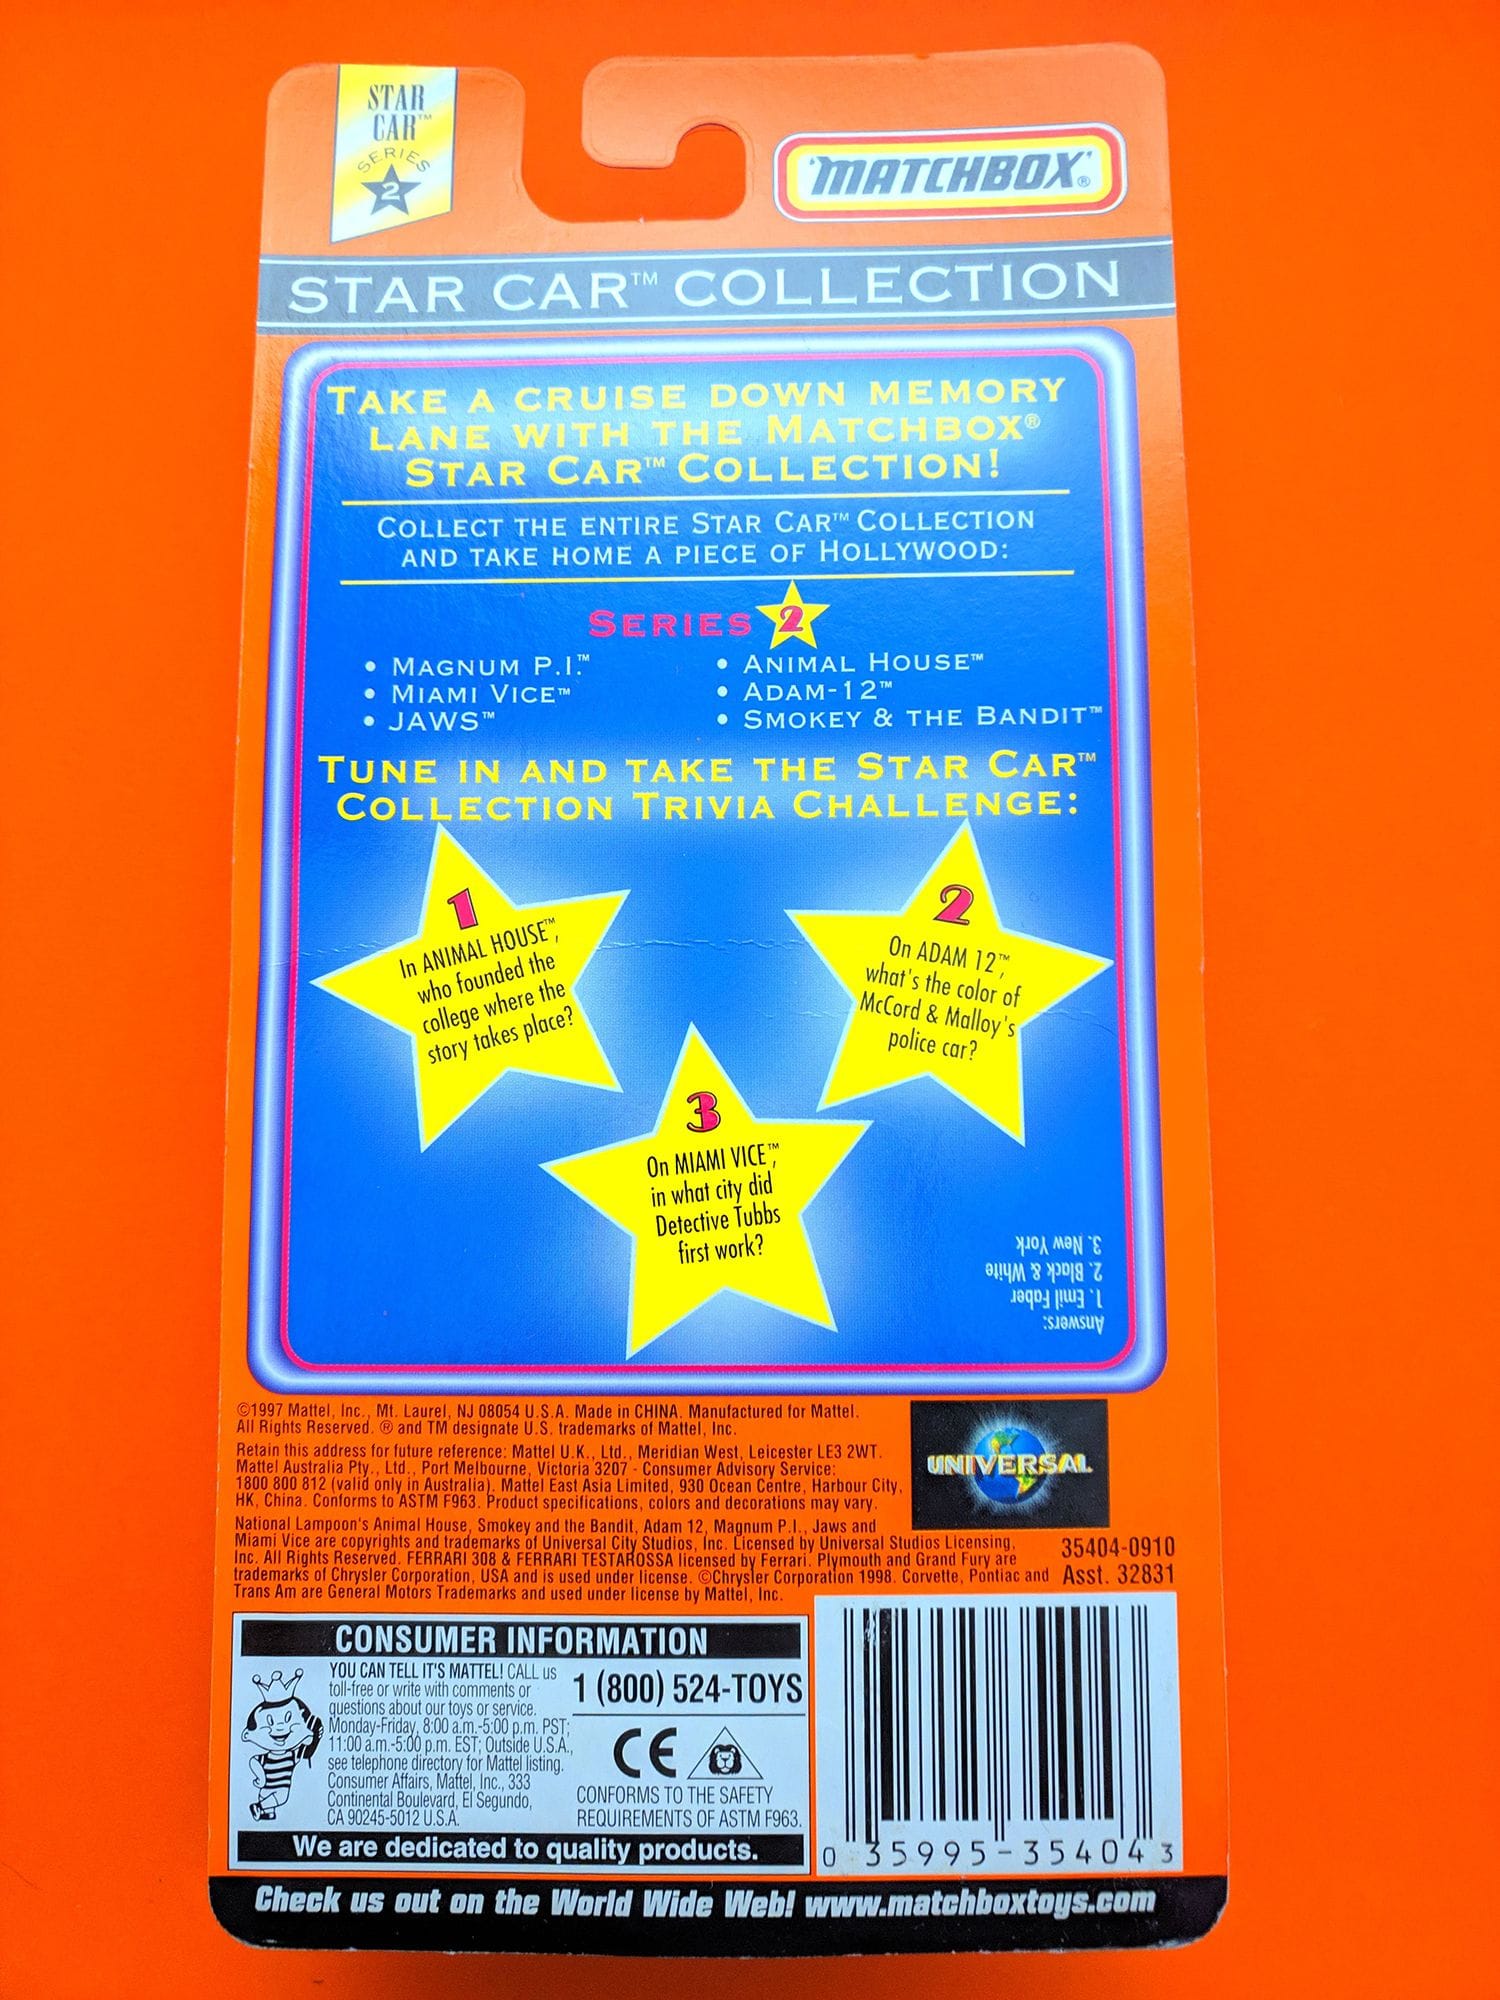 STAR
CAR™
SERIES
2
'MATCHBOX'®
STAR CAR™ COLLECTION
TAKE A CRUISE DOWN MEMORY
LANE WITH THE MATCHBOX®
STAR CAR™ COLLECTION!
COLLECT THE ENTIRE STAR CAR™ COLLECTION
AND TAKE HOME A PIECE OF HOLLYWOOD:
SERIES 2
• MAGNUM P.I.™
• MIAMI VICE™
• JAWS™
• ANIMAL HOUSE™
• ADAM-12™
• SMOKEY & THE BANDIT™
TUNE IN AND TAKE THE STAR CAR™
COLLECTION TRIVIA CHALLENGE:
1
In ANIMAL HOUSE™,
who founded the
college where the
story takes place?
2
On ADAM 12™,
what's the color of
McCord & Malloy's
police car?
3
On MIAMI VICE™,
in what city did
Detective Tubbs
first work?
Answers:
1. Emil Faber
2. Black & White
3. New York
©1997 Mattel, Inc., Mt. Laurel, NJ 08054 U.S.A. Made in CHINA. Manufactured for Mattel.
All Rights Reserved. ® and TM designate U.S. trademarks of Mattel, Inc.
Retain this address for future reference: Mattel U.K., Ltd., Meridian West, Leicester LE3 2WT.
Mattel Australia Pty., Ltd., Port Melbourne, Victoria 3207 - Consumer Advisory Service:
1800 800 812 (valid only in Australia). Mattel East Asia Limited, 930 Ocean Centre, Harbour City,
HK, China. Conforms to ASTM F963. Product specifications, colors and decorations may vary.
National Lampoon's Animal House, Smokey and the Bandit, Adam 12, Magnum P.I., Jaws and
Miami Vice are copyrights and trademarks of Universal City Studios, Inc. Licensed by Universal Studios Licensing,
Inc. All Rights Reserved. FERRARI 308 & FERRARI TESTAROSSA licensed by Ferrari. Plymouth and Grand Fury are
trademarks of Chrysler Corporation, USA and is used under license. ©Chrysler Corporation 1998. Corvette, Pontiac and
Trans Am are General Motors Trademarks and used under license by Mattel, Inc.
UNIVERSAL
35404-0910
Asst. 32831
CONSUMER INFORMATION
YOU CAN TELL IT'S MATTEL! CALL us
toll-free or write with comments or
questions about our toys or service.
Monday-Friday, 8:00 a.m.-5:00 p.m. PST;
11:00 a.m.-5:00 p.m. EST; Outside U.S.A.,
see telephone directory for Mattel listing.
Consumer Affairs, Mattel, Inc., 333
Continental Boulevard, El Segundo,
CA 90245-5012 U.S.A.
1 (800) 524-TOYS
CE
CONFORMS TO THE SAFETY
REQUIREMENTS OF ASTM F963.
We are dedicated to quality products.
0 35995-35404 3
Check us out on the World Wide Web! www.matchboxtoys.com